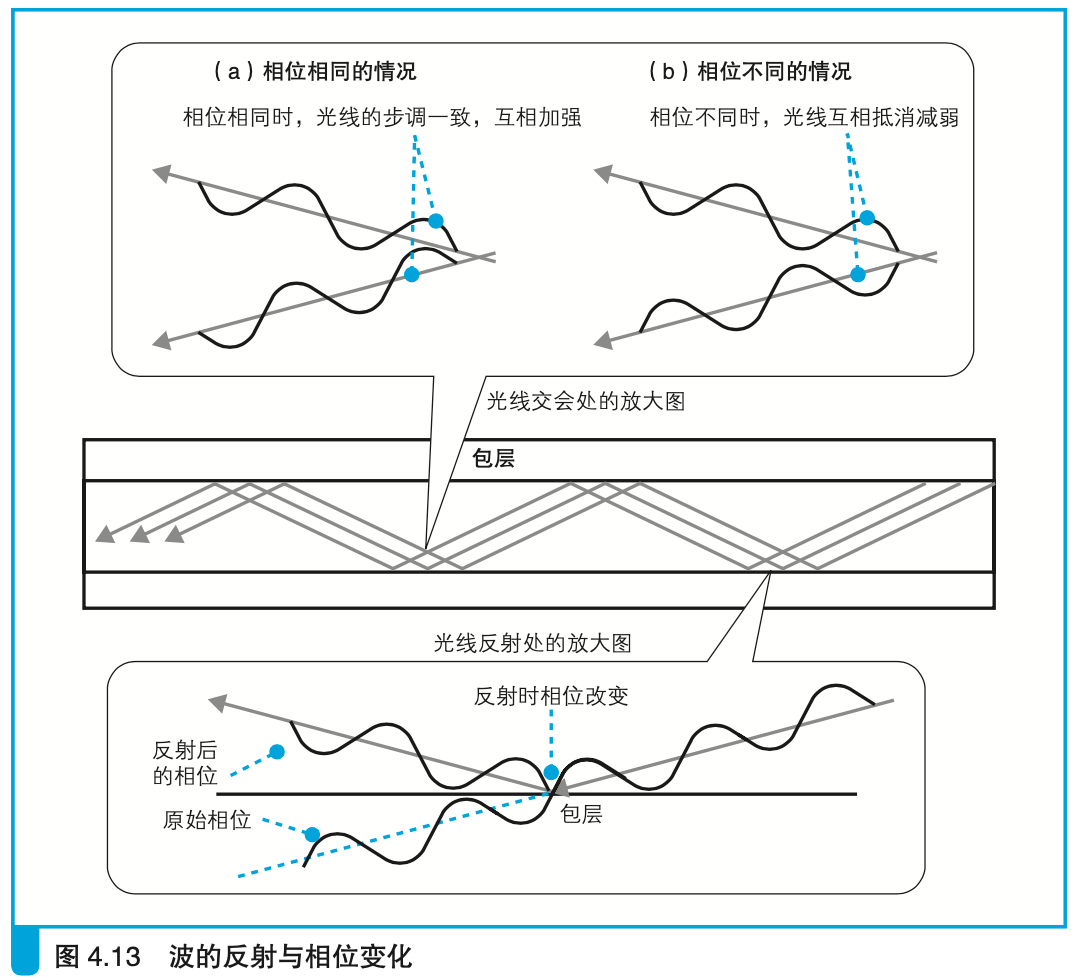 （a）相位相同的情况
（b）相位不同的情况
相位相同时，光线的步调一致，互相加强
相位不同时，光线互相抵消减弱
光线交会处的放大图
包层
光线反射处的放大图
反射时相位改变
反射后
的相位
原始相位
包层
图 4.13　波的反射与相位变化